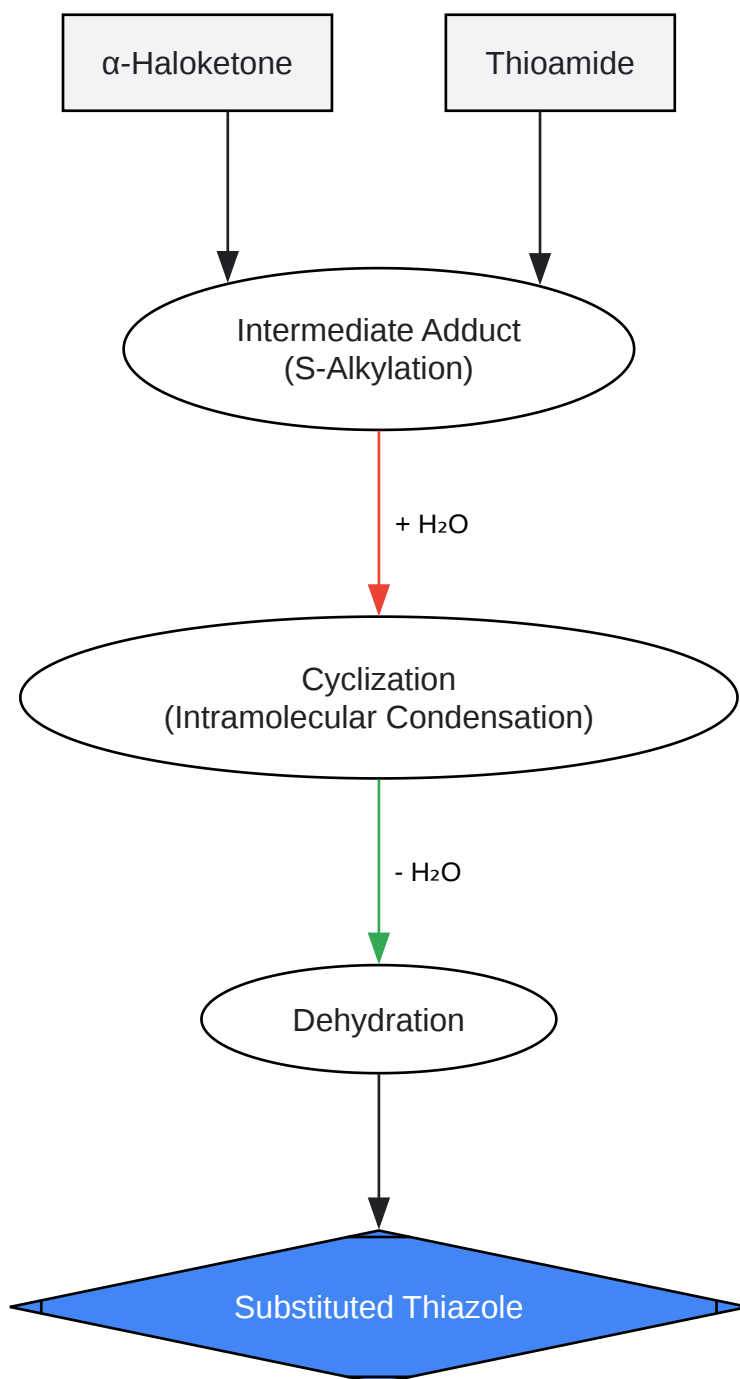 α-Haloketone
Thioamide
Intermediate Adduct
(S-Alkylation)
+ H₂O
Cyclization
(Intramolecular Condensation)
- H₂O
Dehydration
Substituted Thiazole